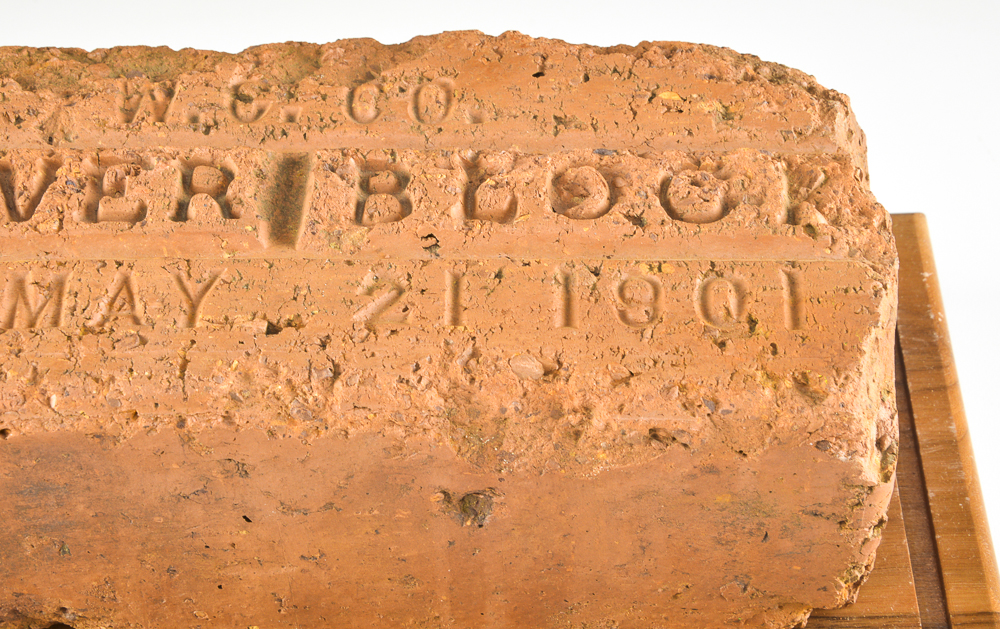 W. C. CO.
VER BLOCK
MAY 21 1901